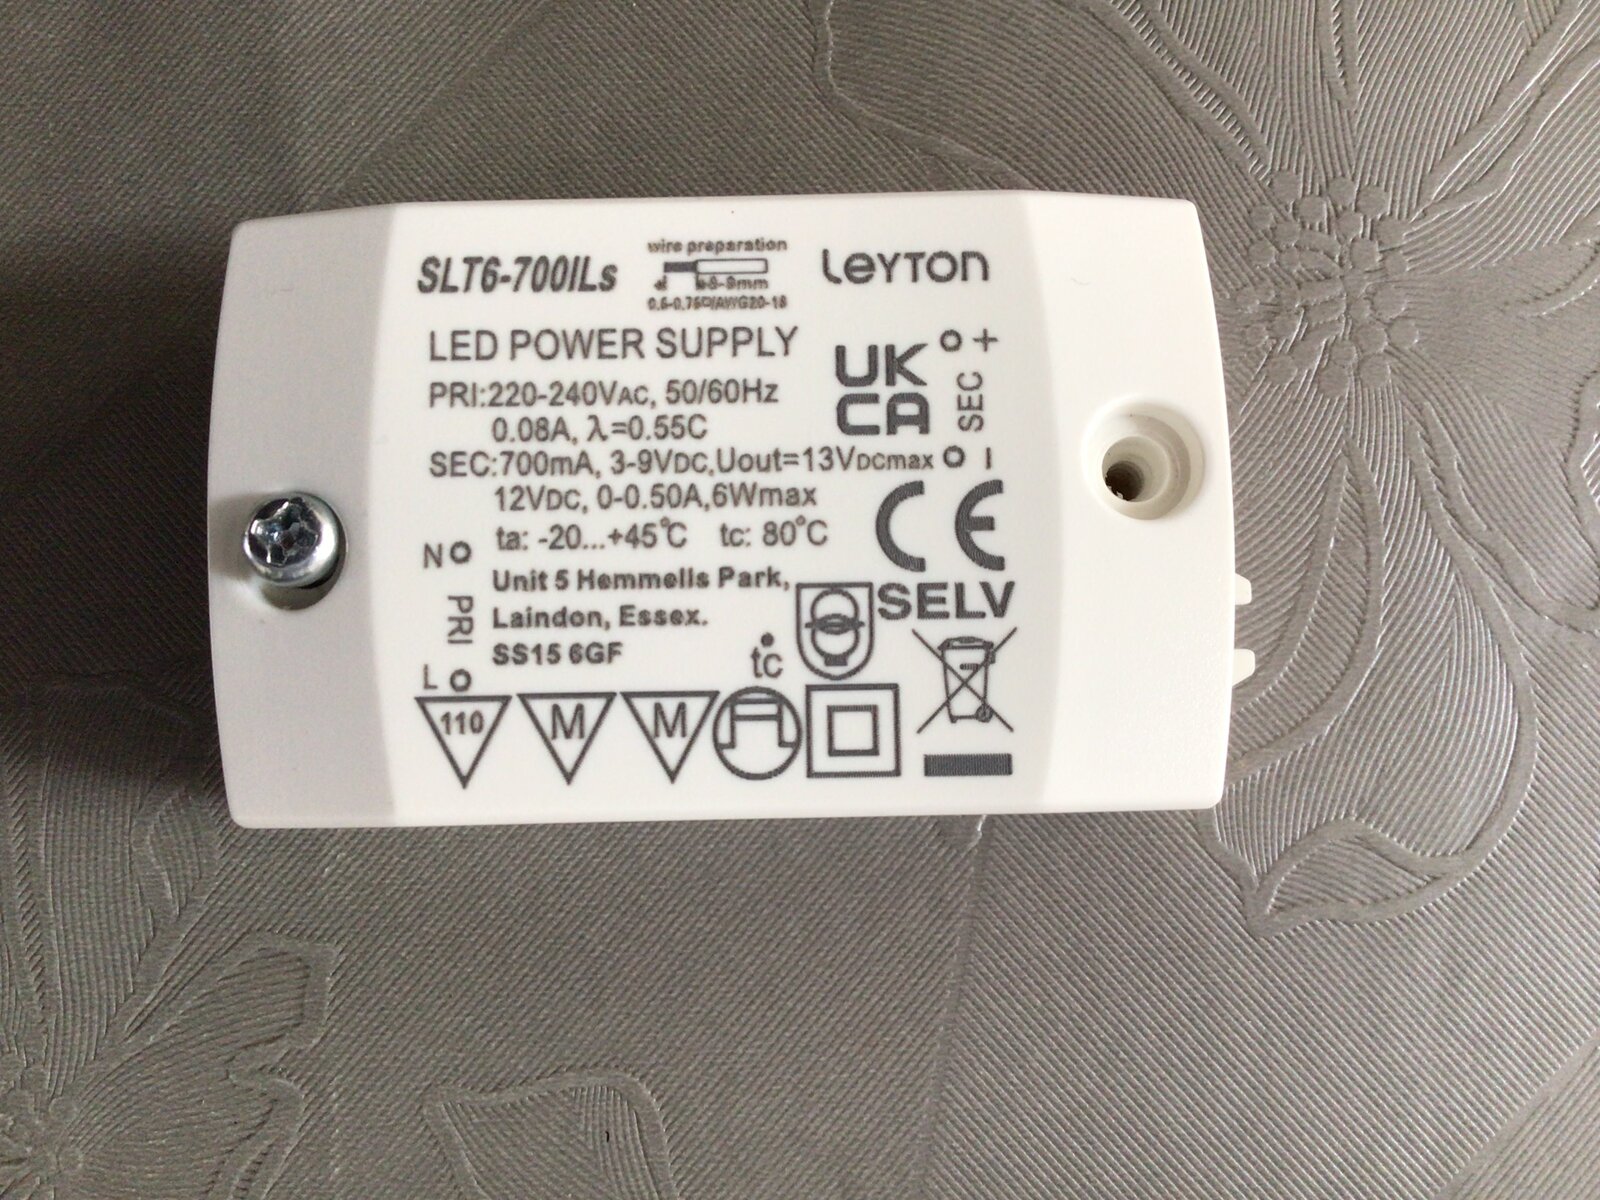 SLT6-700ILs
wire preparation
8-9mm
0.5-0.75□/AWG20-18
LEYTON
LED POWER SUPPLY
PRI:220-240VAC, 50/60Hz
0.08A, λ=0.55C
SEC:700mA, 3-9VDC,Uout=13VDCmax
12VDC, 0-0.50A,6Wmax
ta: -20...+45°C tc: 80°C
UK
CA
SEC
+
-
CE
SELV
N
PRI
L
Unit 5 Hemmells Park,
Laindon, Essex.
SS15 6GF
tc
110
M
M